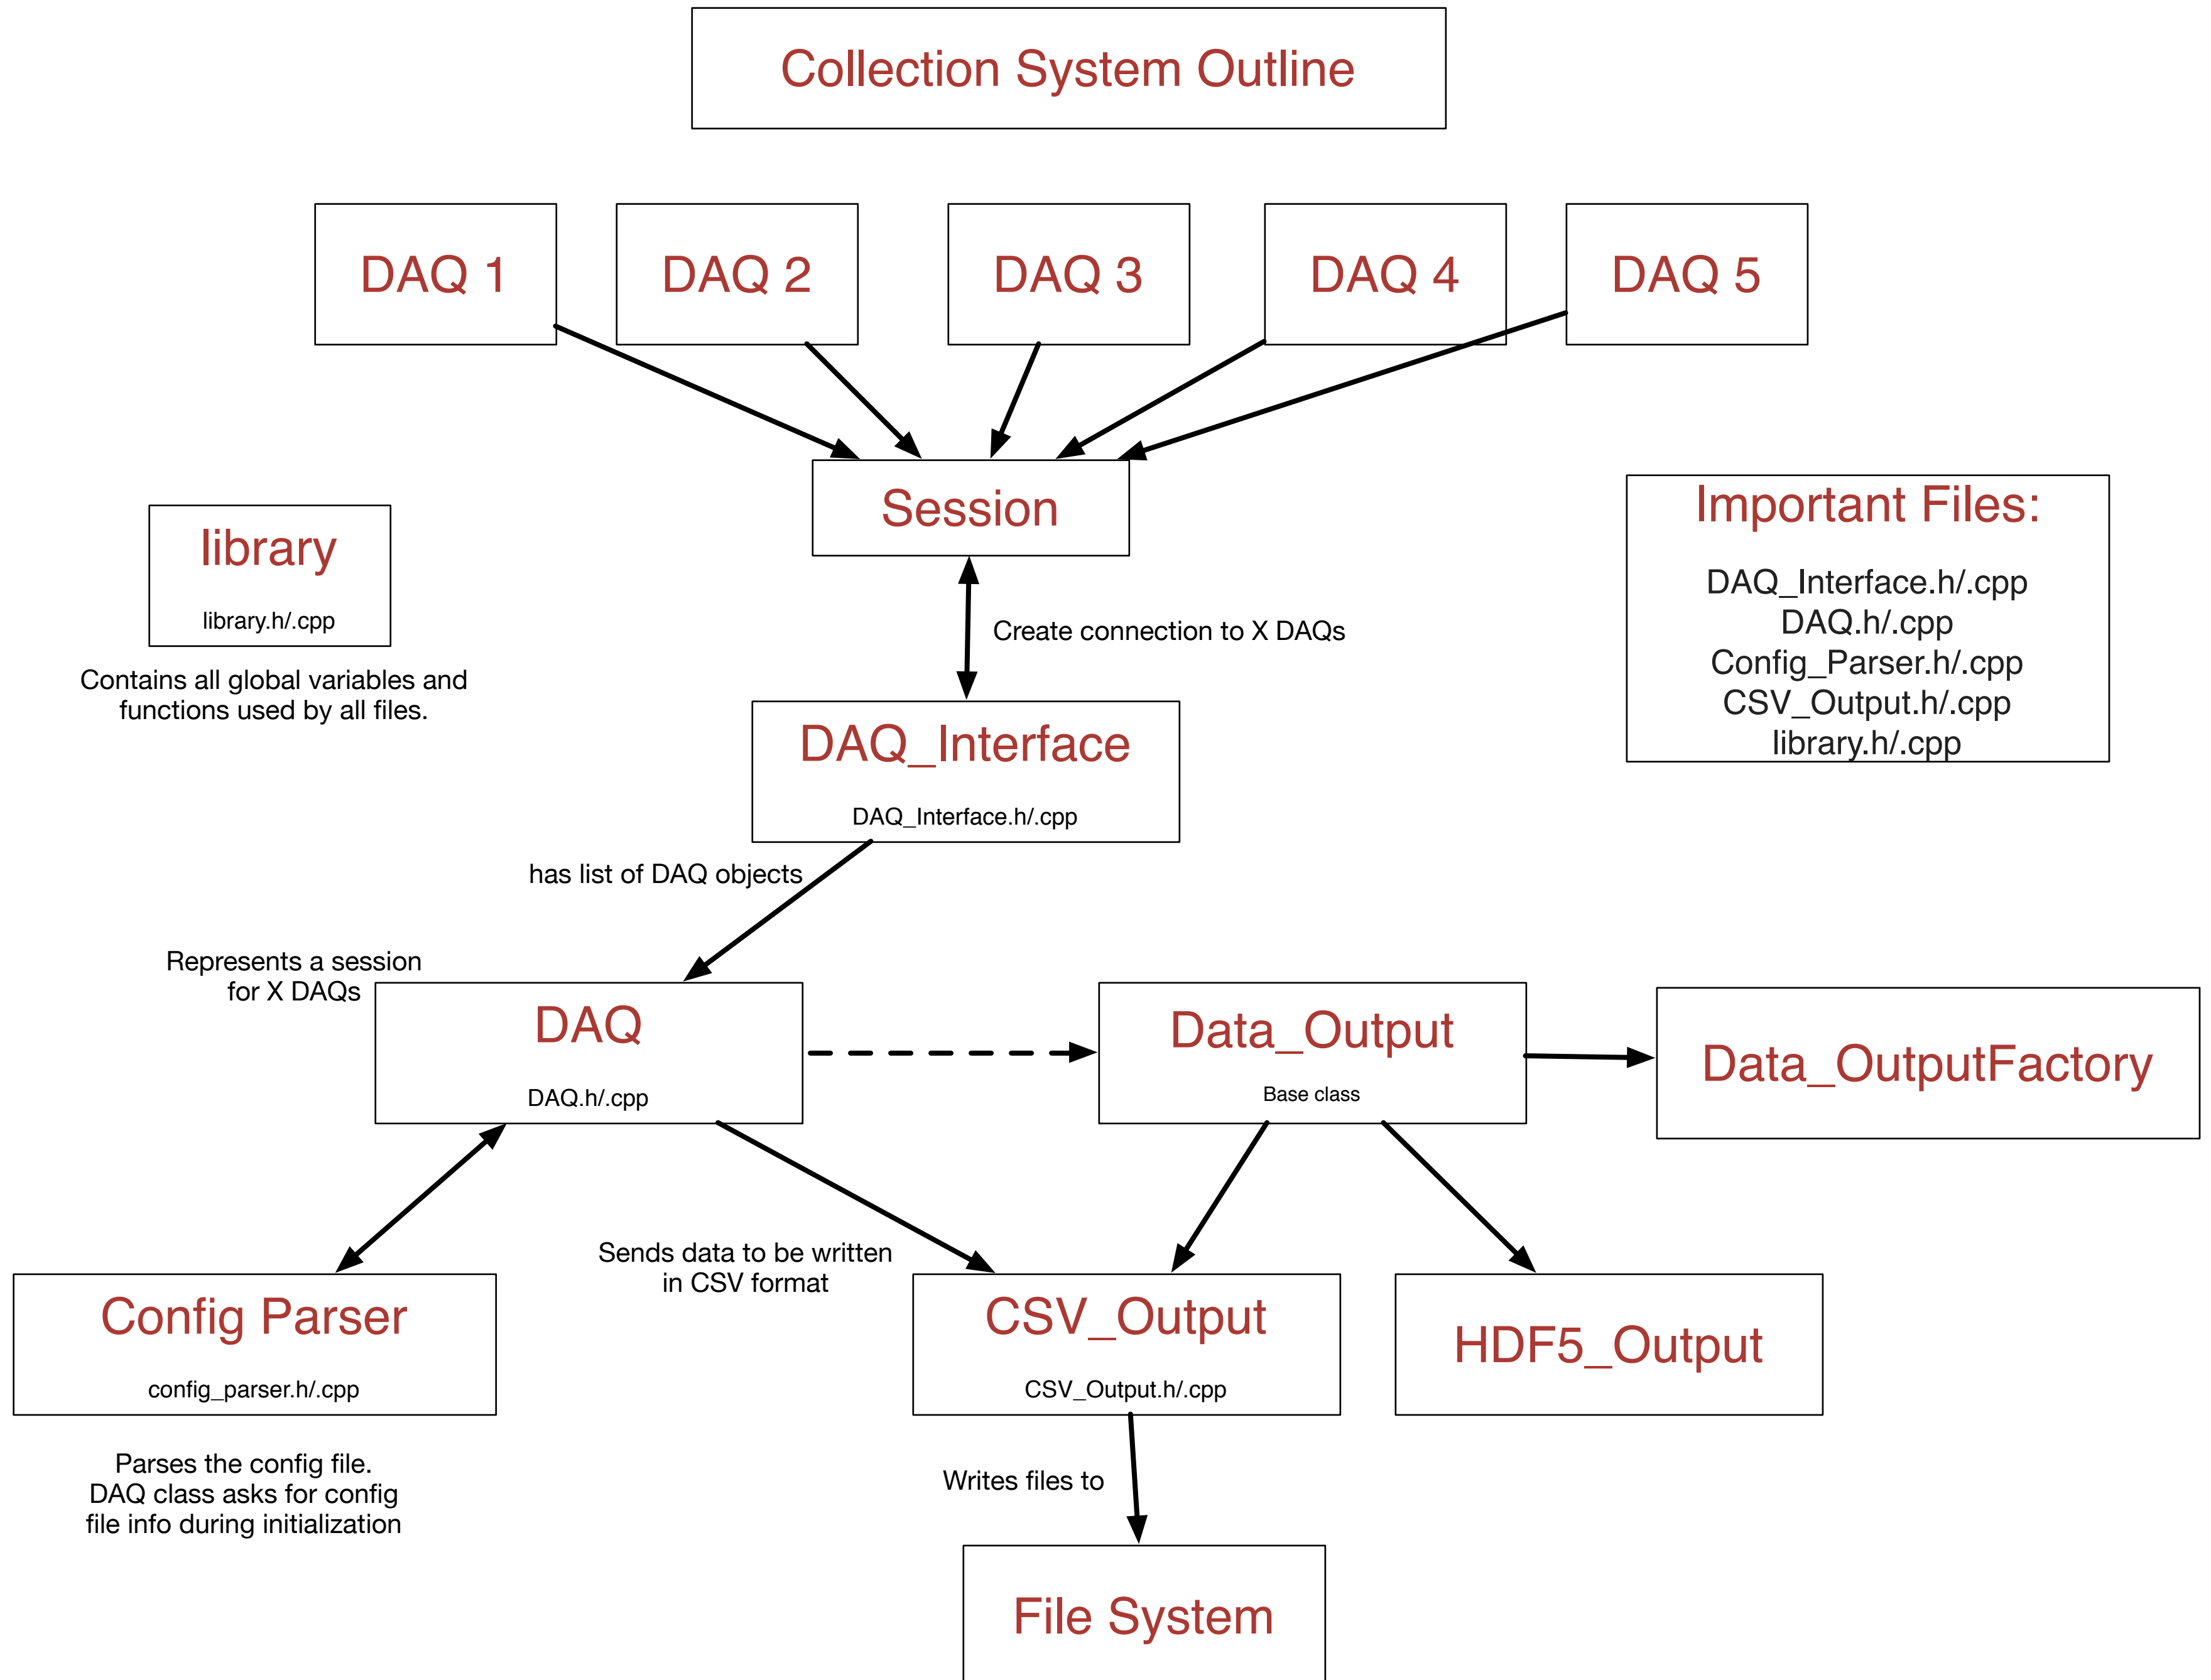 Collection System Outline
DAQ 1
DAQ 2
DAQ 3
DAQ 4
DAQ 5
Session
library
library.h/.cpp
Contains all global variables and
functions used by all files.
Important Files:
DAQ_Interface.h/.cpp
DAQ.h/.cpp
Config_Parser.h/.cpp
CSV_Output.h/.cpp
library.h/.cpp
Create connection to X DAQs
DAQ_Interface
DAQ_Interface.h/.cpp
has list of DAQ objects
Represents a session
for X DAQs
DAQ
DAQ.h/.cpp
Data_Output
Base class
Data_OutputFactory
Sends data to be written
in CSV format
Config Parser
config_parser.h/.cpp
Parses the config file.
DAQ class asks for config
file info during initialization
CSV_Output
CSV_Output.h/.cpp
HDF5_Output
Writes files to
File System